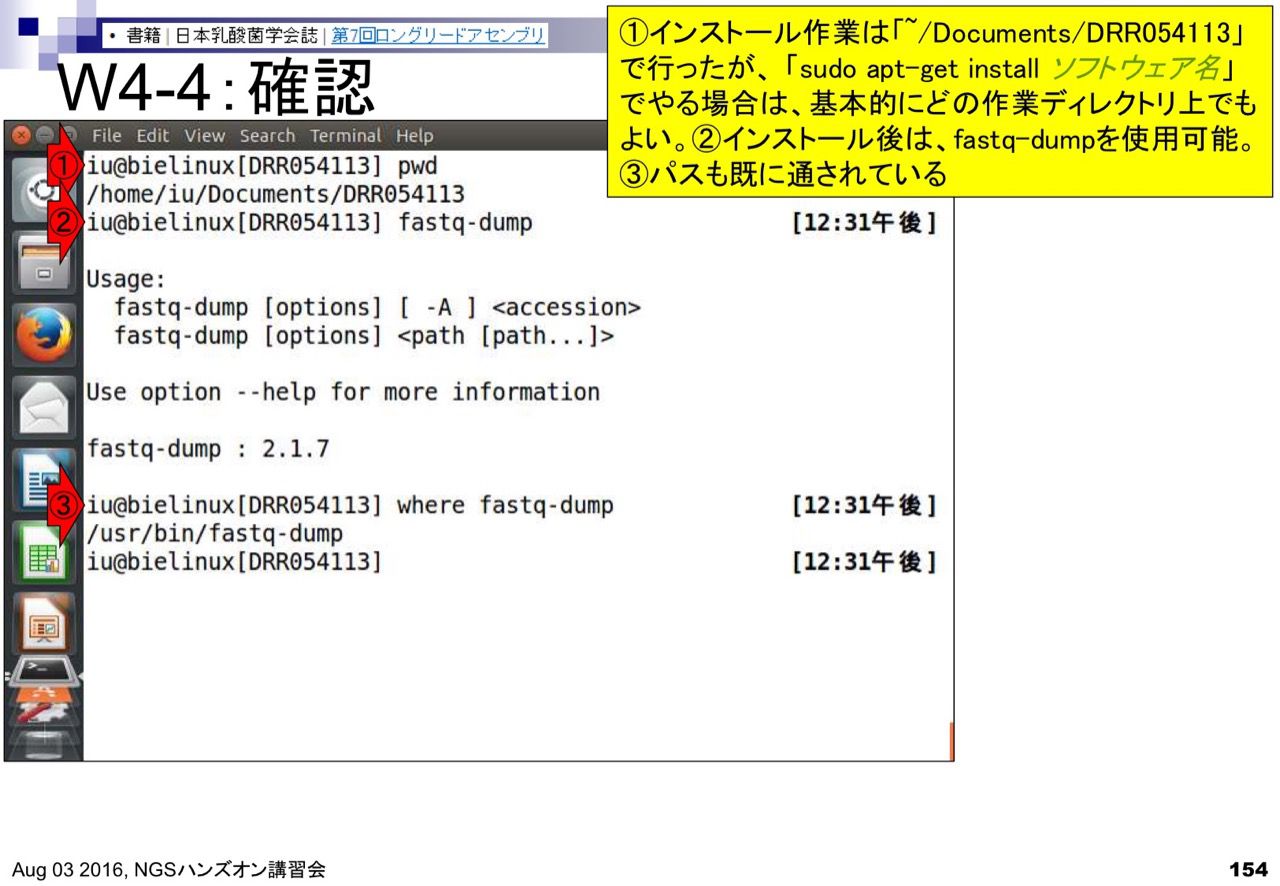 • 書籍 | 日本乳酸菌学会誌 | 第7回ロングリードアセンブリ
W4-4：確認
①インストール作業は「~/Documents/DRR054113」
で行ったが、「sudo apt-get install ソフトウェア名」
でやる場合は、基本的にどの作業ディレクトリ上でも
よい。②インストール後は、fastq-dumpを使用可能。
③パスも既に通されている
File Edit View Search Terminal Help
① iu@bielinux[DRR054113] pwd
/home/iu/Documents/DRR054113
② iu@bielinux[DRR054113] fastq-dump [12:31午後]
Usage:
fastq-dump [options] [ -A ] <accession>
fastq-dump [options] <path [path...]>
Use option --help for more information
fastq-dump : 2.1.7
③ iu@bielinux[DRR054113] where fastq-dump [12:31午後]
/usr/bin/fastq-dump
iu@bielinux[DRR054113] [12:31午後]
Aug 03 2016, NGSハンズオン講習会
154